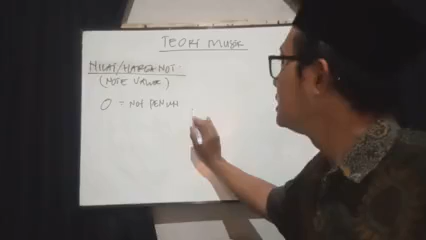 TEORI MUSIK
NILAI/HARGA NOT
(NOTE VALUE)
= NOT PENUH